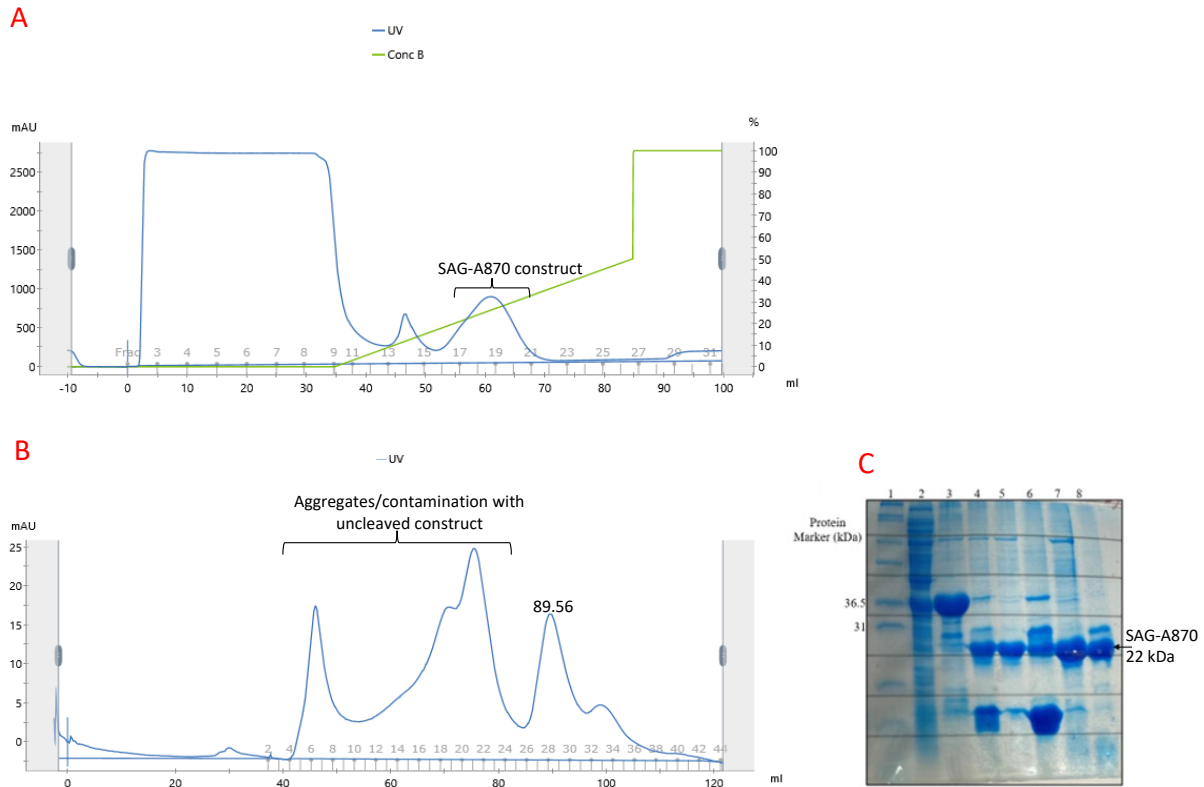 A
UV
Conc B
mAU
%
2500
2000
1500
1000
500
0
100
90
80
70
60
50
40
30
20
10
0
SAG-A870 construct
Frac 3 4 5 6 7 8 9 11 13 15 17 19 21 23 25 27 29 31
-10 0 10 20 30 40 50 60 70 80 90 100
ml
B
UV
Aggregates/contamination with
uncleaved construct
mAU
25
20
15
10
5
0
89.56
2 4 6 8 10 12 14 16 18 20 22 24 26 28 30 32 34 36 38 40 42 44
0 20 40 60 80 100 120
ml
C
1 2 3 4 5 6 7 8
Protein
Marker (kDa)
36.5
31
SAG-A870
22 kDa